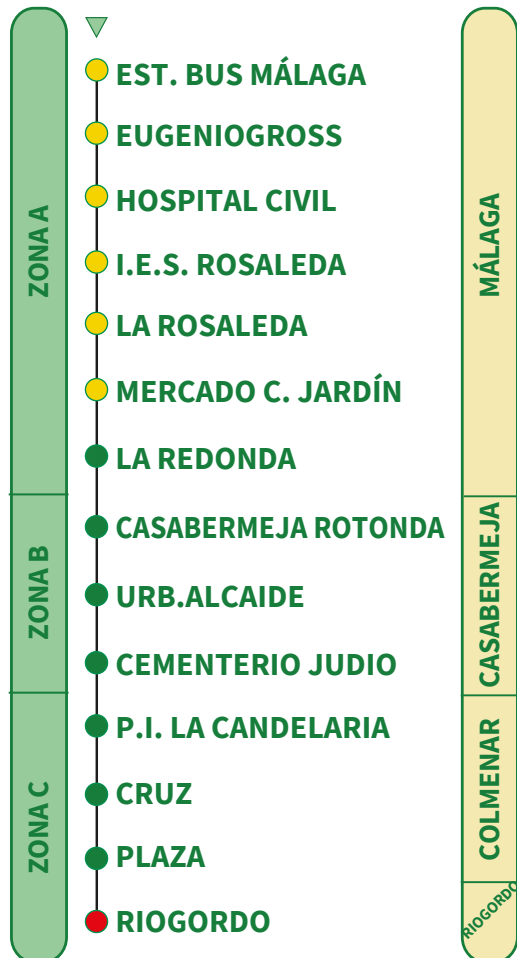 EST. BUS MÁLAGA
EUGENIOGROSS
HOSPITAL CIVIL
I.E.S. ROSALEDA
LA ROSALEDA
MERCADO C. JARDÍN
LA REDONDA
CASABERMEJA ROTONDA
URB.ALCAIDE
CEMENTERIO JUDIO
P.I. LA CANDELARIA
CRUZ
PLAZA
RIOGORDO
ZONA A
ZONA B
ZONA C
MÁLAGA
CASABERMEJA
COLMENAR
RIOGORDO